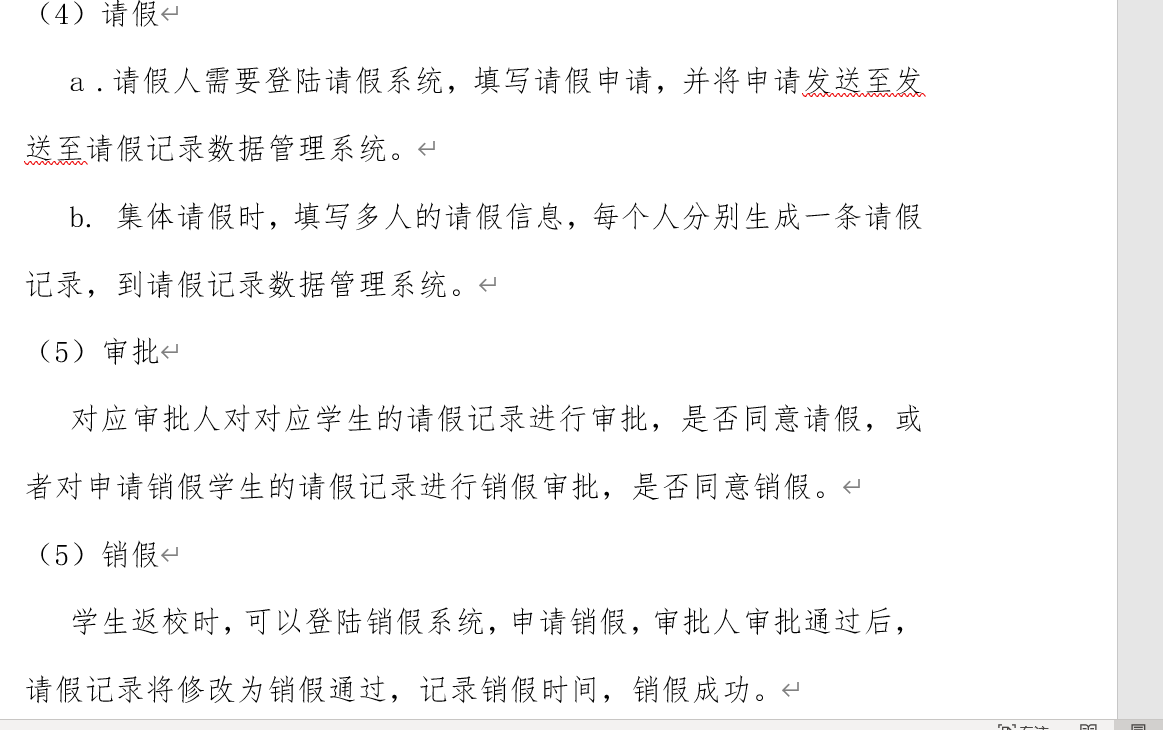 （4）请假
a .请假人需要登陆请假系统，填写请假申请，并将申请发送至发
送至请假记录数据管理系统。
b. 集体请假时，填写多人的请假信息，每个人分别生成一条请假
记录，到请假记录数据管理系统。
（5）审批
对应审批人对对应学生的请假记录进行审批，是否同意请假，或
者对申请销假学生的请假记录进行销假审批，是否同意销假。
（5）销假
学生返校时，可以登陆销假系统，申请销假，审批人审批通过后，
请假记录将修改为销假通过，记录销假时间，销假成功。